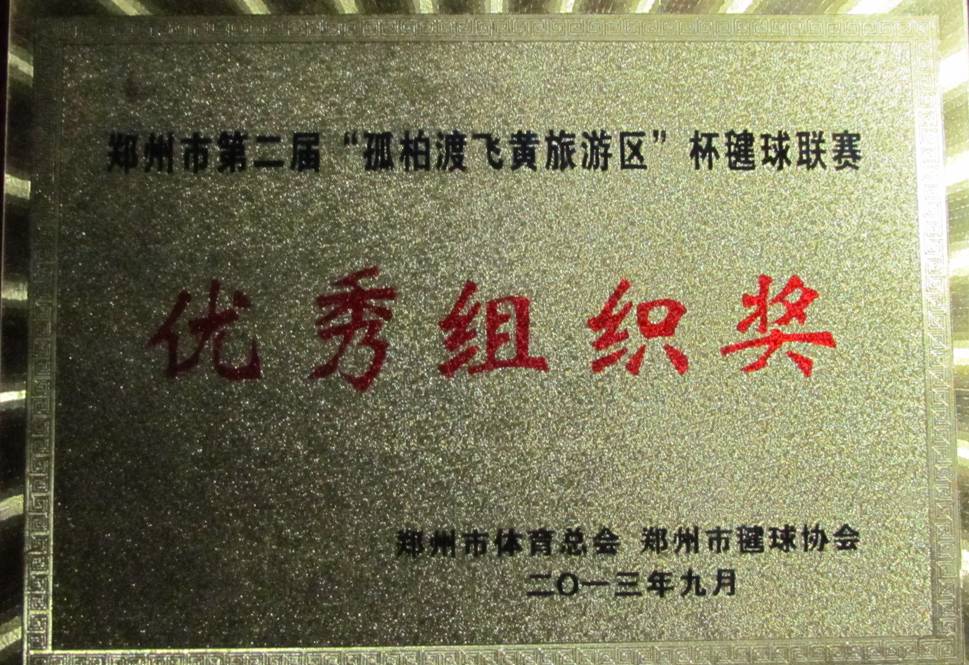 郑州市第二届“孤柏渡飞黄旅游区”杯毽球联赛
优秀组织奖
郑州市体育总会 郑州市毽球协会
二〇一三年九月